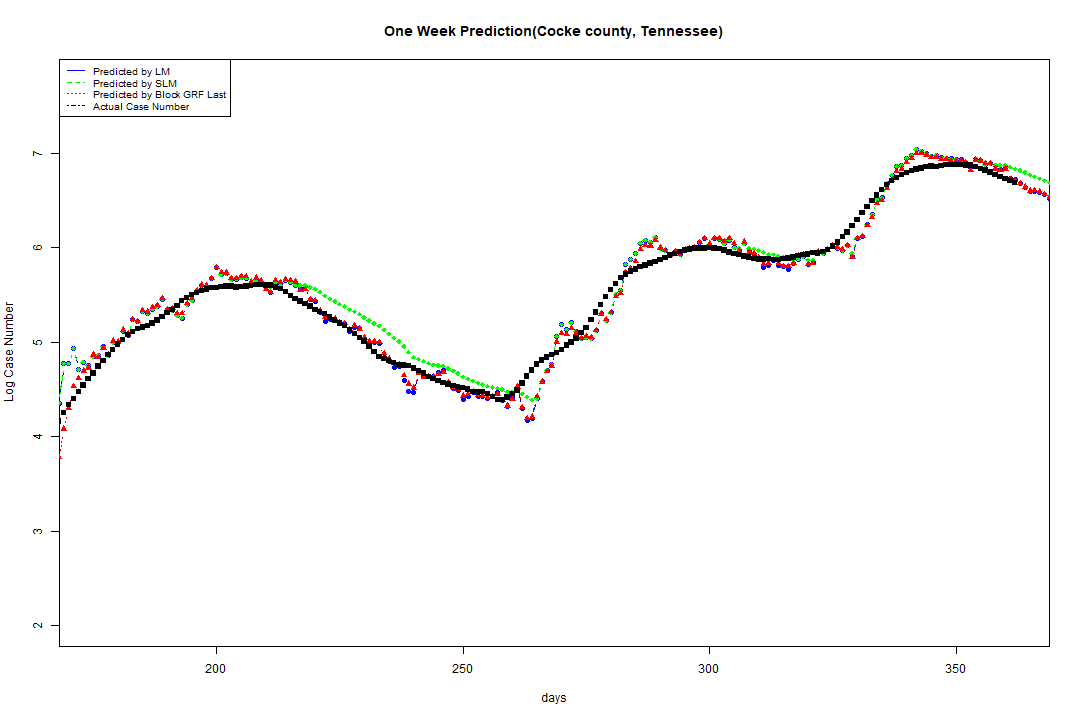 One Week Prediction(Cocke county, Tennessee)
Predicted by LM
Predicted by SLM
Predicted by Block GRF Last
Actual Case Number
Log Case Number
7
6
5
4
3
2
200 250 300 350
days